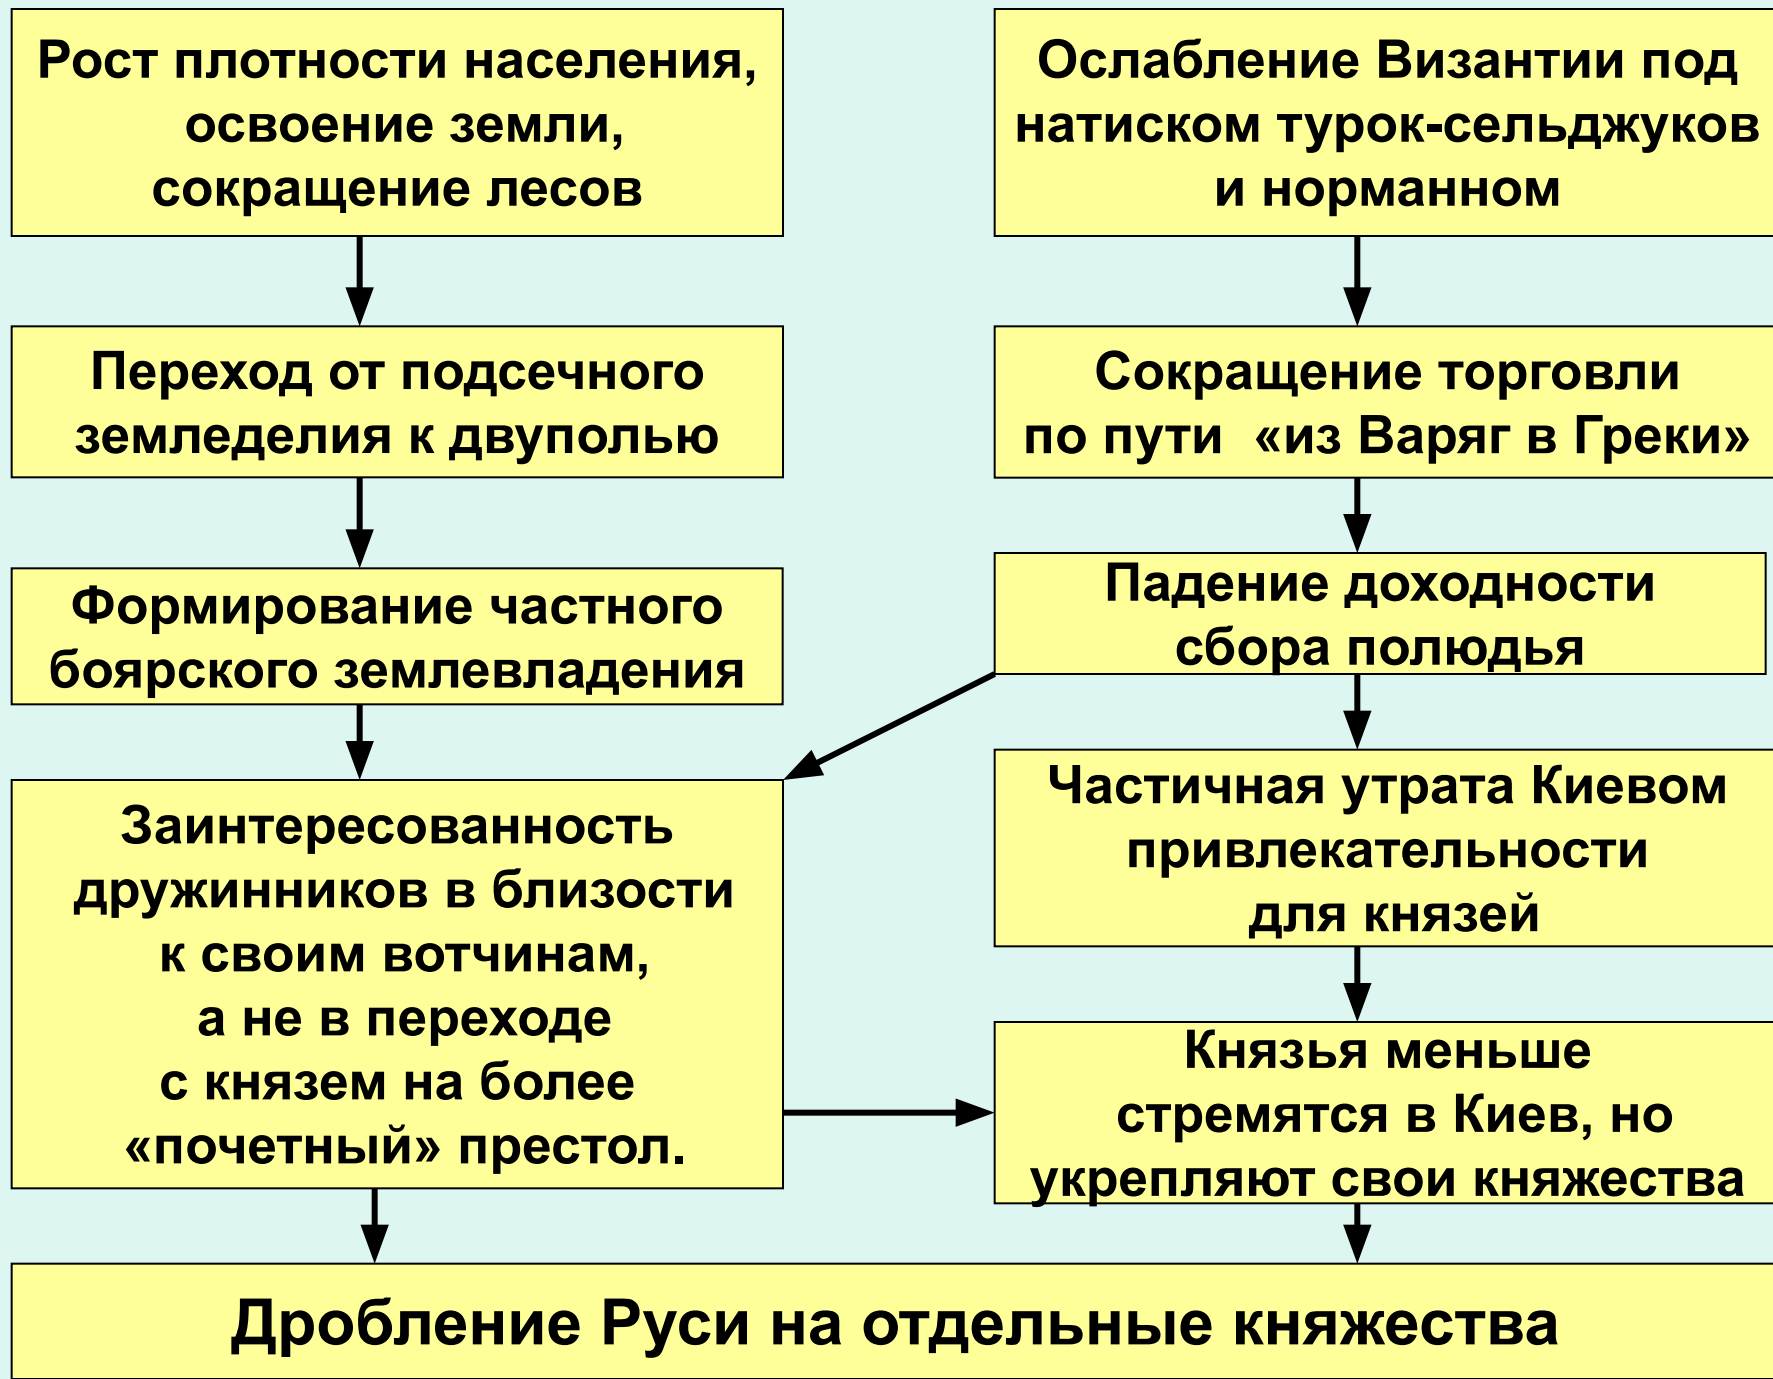 Рост плотности населения,
освоение земли,
сокращение лесов
Ослабление Византии под
натиском турок-сельджуков
и норманном
Переход от подсечного
земледелия к двуполью
Сокращение торговли
по пути «из Варяг в Греки»
Формирование частного
боярского землевладения
Падение доходности
сбора полюдья
Заинтересованность
дружинников в близости
к своим вотчинам,
а не в переходе
с князем на более
«почетный» престол.
Частичная утрата Киевом
привлекательности
для князей
Князья меньше
стремятся в Киев, но
укрепляют свои княжества
Дробление Руси на отдельные княжества